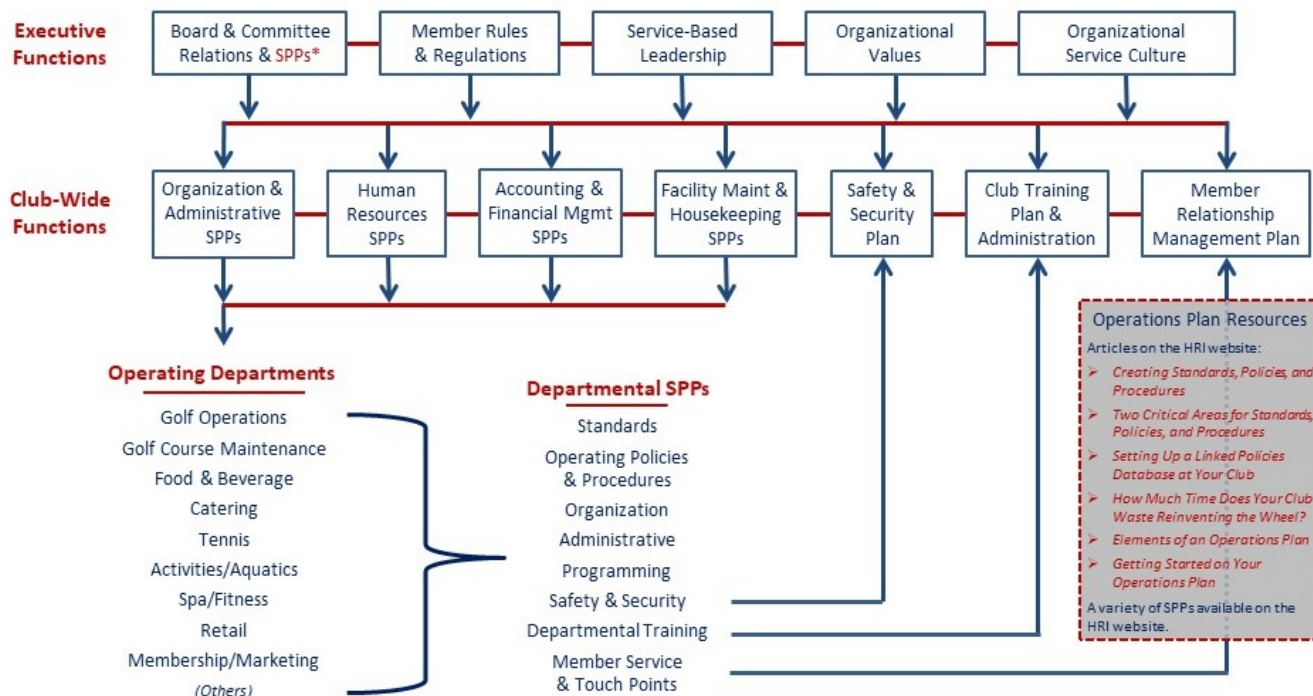 Executive
Functions
Board & Committee
Relations & SPPs*
Member Rules
& Regulations
Service-Based
Leadership
Organizational
Values
Organizational
Service Culture
Club-Wide
Functions
Organization &
Administrative
SPPs
Human
Resources
SPPs
Accounting &
Financial Mgmt
SPPs
Facility Maint &
Housekeeping
SPPs
Safety &
Security
Plan
Club Training
Plan &
Administration
Member
Relationship
Management Plan
Operating Departments
Golf Operations
Golf Course Maintenance
Food & Beverage
Catering
Tennis
Activities/Aquatics
Spa/Fitness
Retail
Membership/Marketing
(Others)
Departmental SPPs
Standards
Operating Policies
& Procedures
Organization
Administrative
Programming
Safety & Security
Departmental Training
Member Service
& Touch Points
Operations Plan Resources
Articles on the HRI website:
➤ Creating Standards, Policies, and
Procedures
➤ Two Critical Areas for Standards,
Policies, and Procedures
➤ Setting Up a Linked Policies
Database at Your Club
➤ How Much Time Does Your Club
Waste Reinventing the Wheel?
➤ Elements of an Operations Plan
➤ Getting Started on Your
Operations Plan
A variety of SPPs available on the
HRI website.